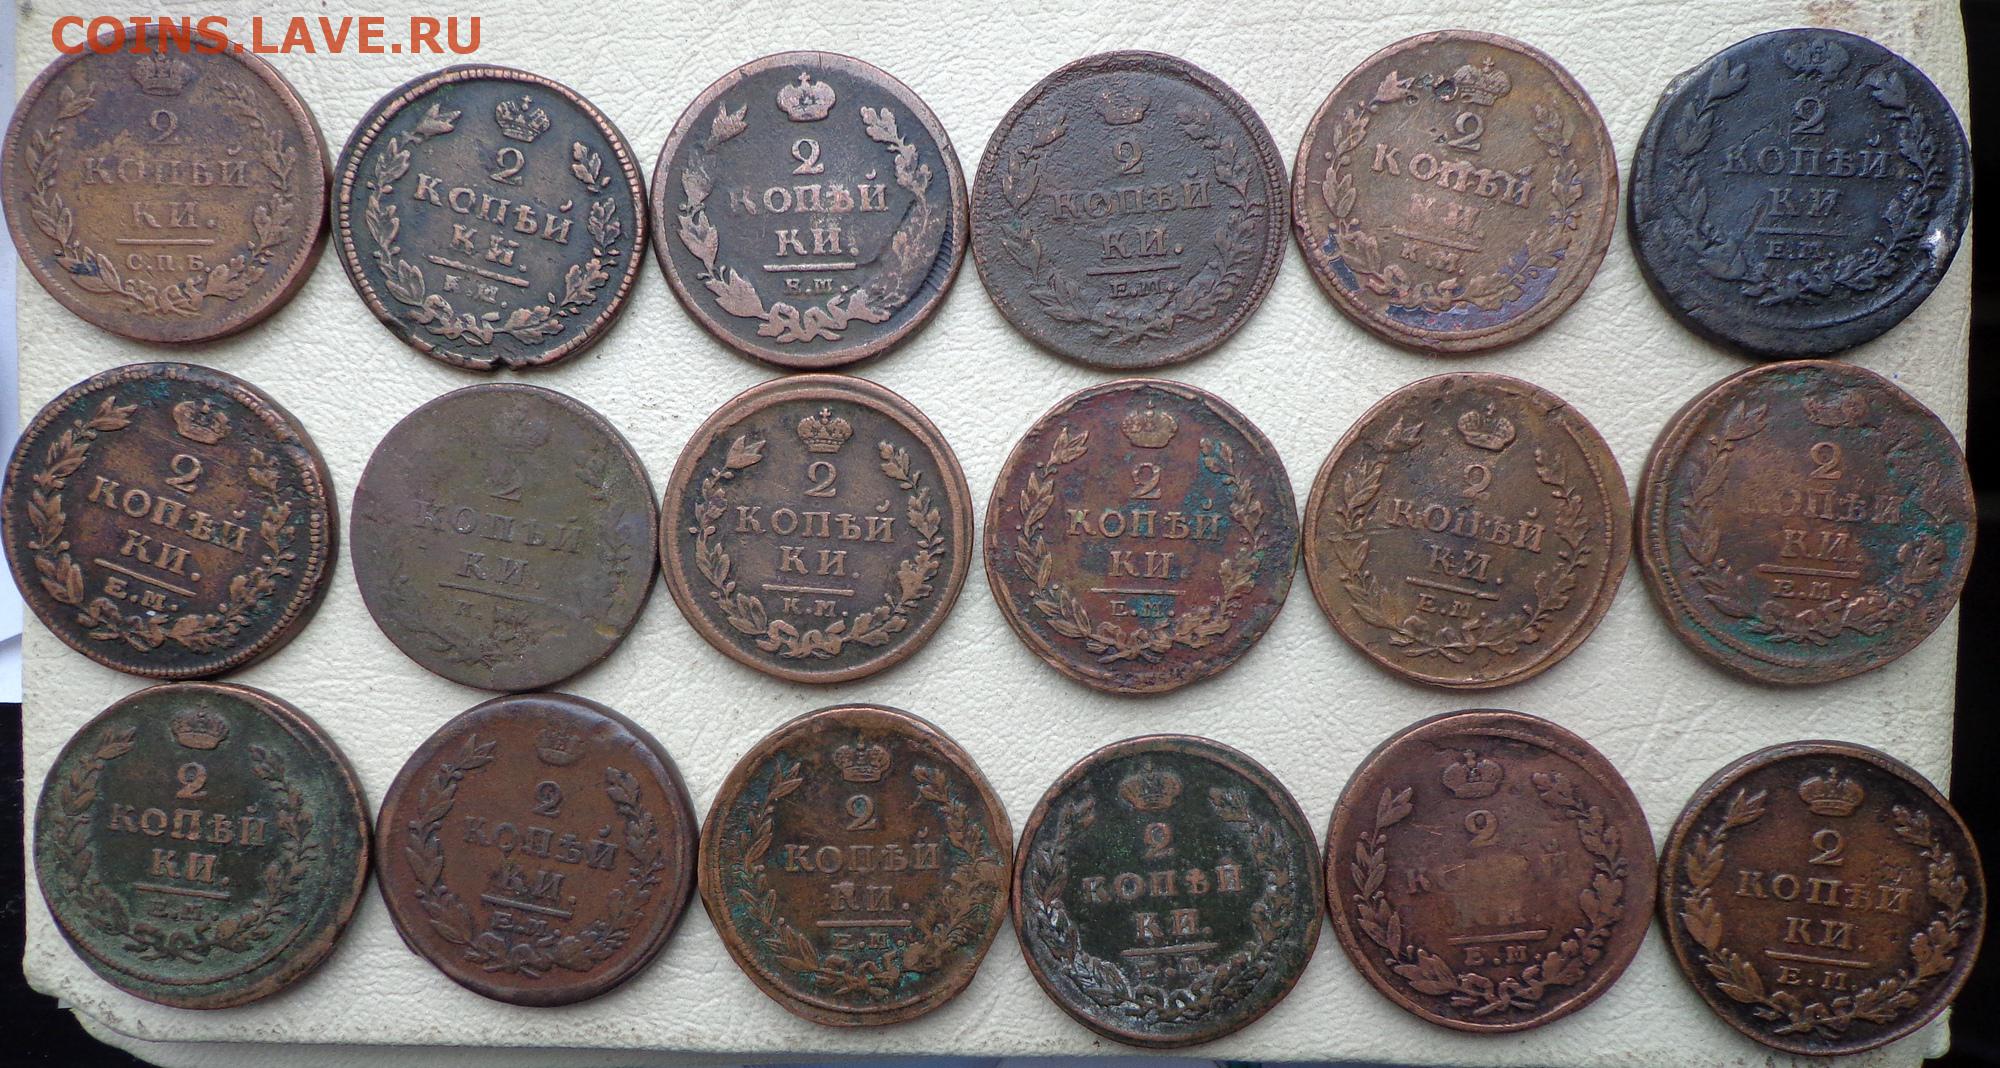 COINS.LAVE.RU
2
КОПѢЙ
КИ.
С.П.Б.
2
КОПѢЙ
КИ.
К.М.
2
КОПѢЙ
КИ.
Е.М.
2
КОПѢЙ
КИ.
Е.М.
2
КОПѢЙ
КИ.
К.М.
2
КОПѢЙ
КИ.
Е.М.
2
КОПѢЙ
КИ.
Е.М.
2
КОПѢЙ
КИ.
2
КОПѢЙ
КИ.
К.М.
2
КОПѢЙ
КИ
Е.М.
2
КОПѢЙ
КИ.
Е.М.
2
КОПѢЙ
КИ.
Е.М.
2
КОПѢЙ
КИ.
Е.М.
2
КОПѢЙ
КИ.
Е.М.
2
КОПѢЙ
КИ.
Е.М.
2
КОПѢЙ
КИ.
Е.М.
2
Е.М.
2
КОПѢЙ
КИ.
Е.М.